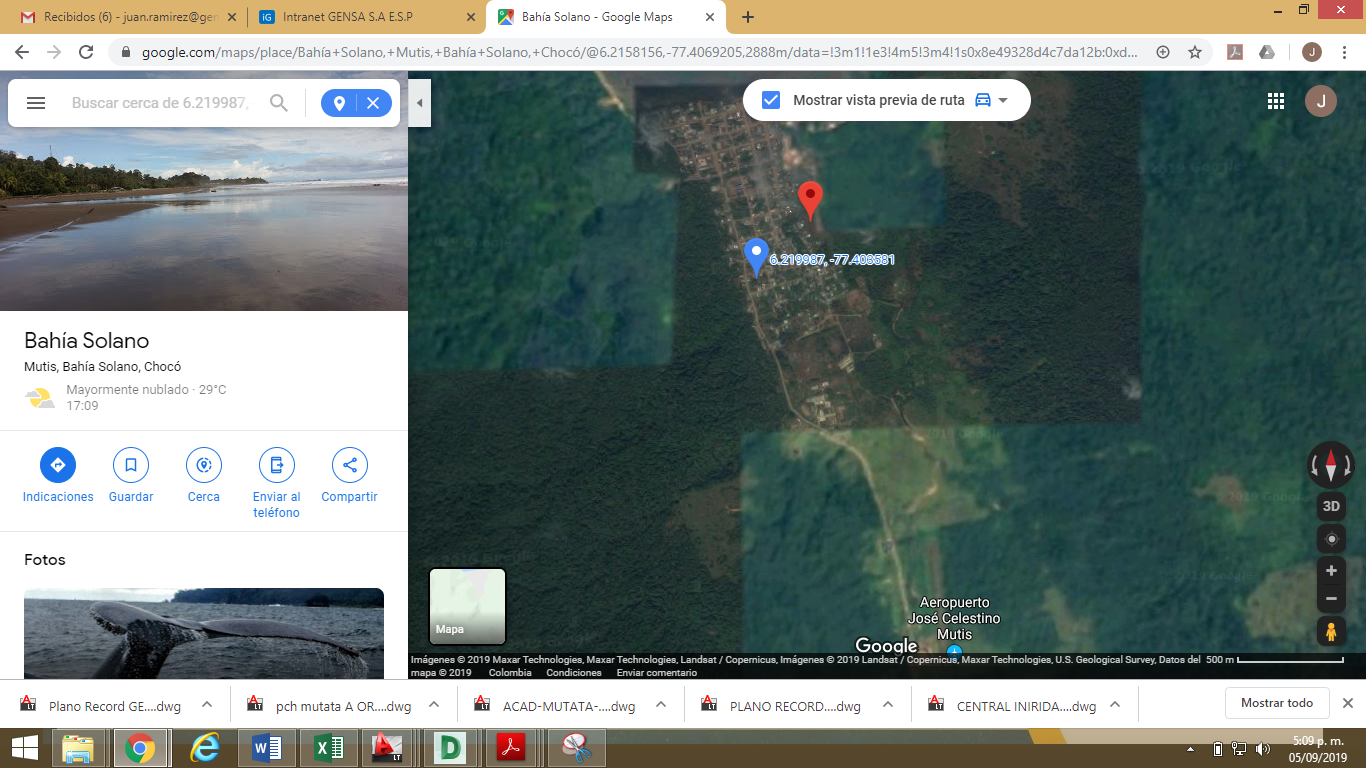 Recibidos (6) - juan.ramirez@gen
Intranet GENSA S.A E.S.P
Bahía Solano - Google Maps
google.com/maps/place/Bahía+Solano,+Mutis,+Bahía+Solano,+Chocó/@6.2158156,-77.4069205,2888m/data=!3m1!1e3!4m5!3m4!1s0x8e49328d4c7da12b:0xd...
J
Buscar cerca de 6.219987,
Mostrar vista previa de ruta
J
6.219987, -77.403581
Bahía Solano
Mutis, Bahía Solano, Chocó
Mayormente nublado · 29°C
17:09
Indicaciones
Guardar
Cerca
Enviar al
teléfono
Compartir
Fotos
3D
Mapa
Aeropuerto
José Celestino
Mutis
Google
Imágenes © 2019 Maxar Technologies, Maxar Technologies, Landsat / Copernicus, Imágenes © 2019 Landsat / Copernicus, Maxar Technologies, U.S. Geological Survey, Datos del 500 m
mapa © 2019 Colombia Condiciones Enviar comentario
Plano Record GE....dwg
pch mutata A OR....dwg
ACAD-MUTATA-....dwg
PLANO RECORD....dwg
CENTRAL INIRIDA....dwg
Mostrar todo
5:09 p. m.
05/09/2019